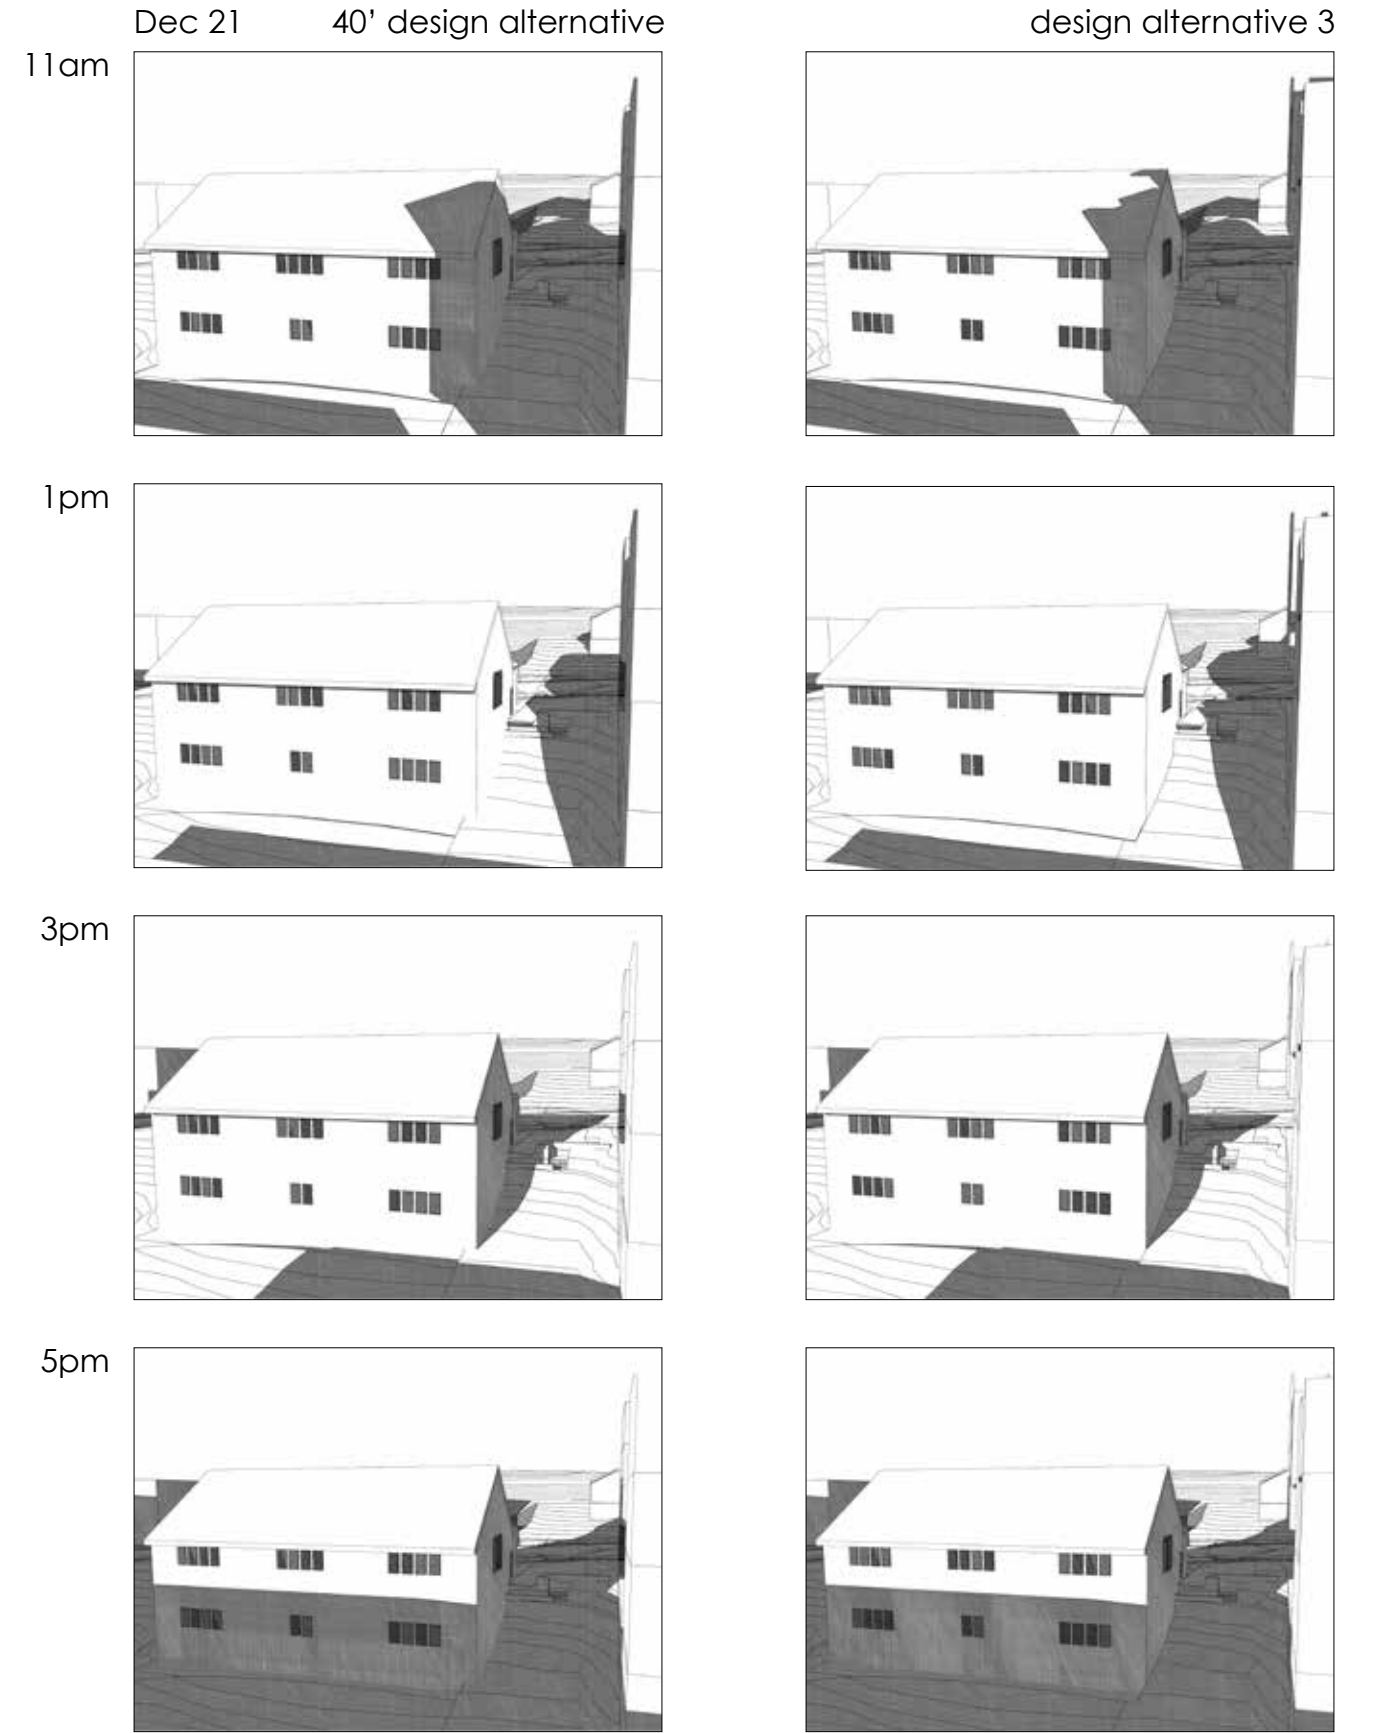 Dec 21 40’ design alternative design alternative 3
11am
1pm
3pm
5pm